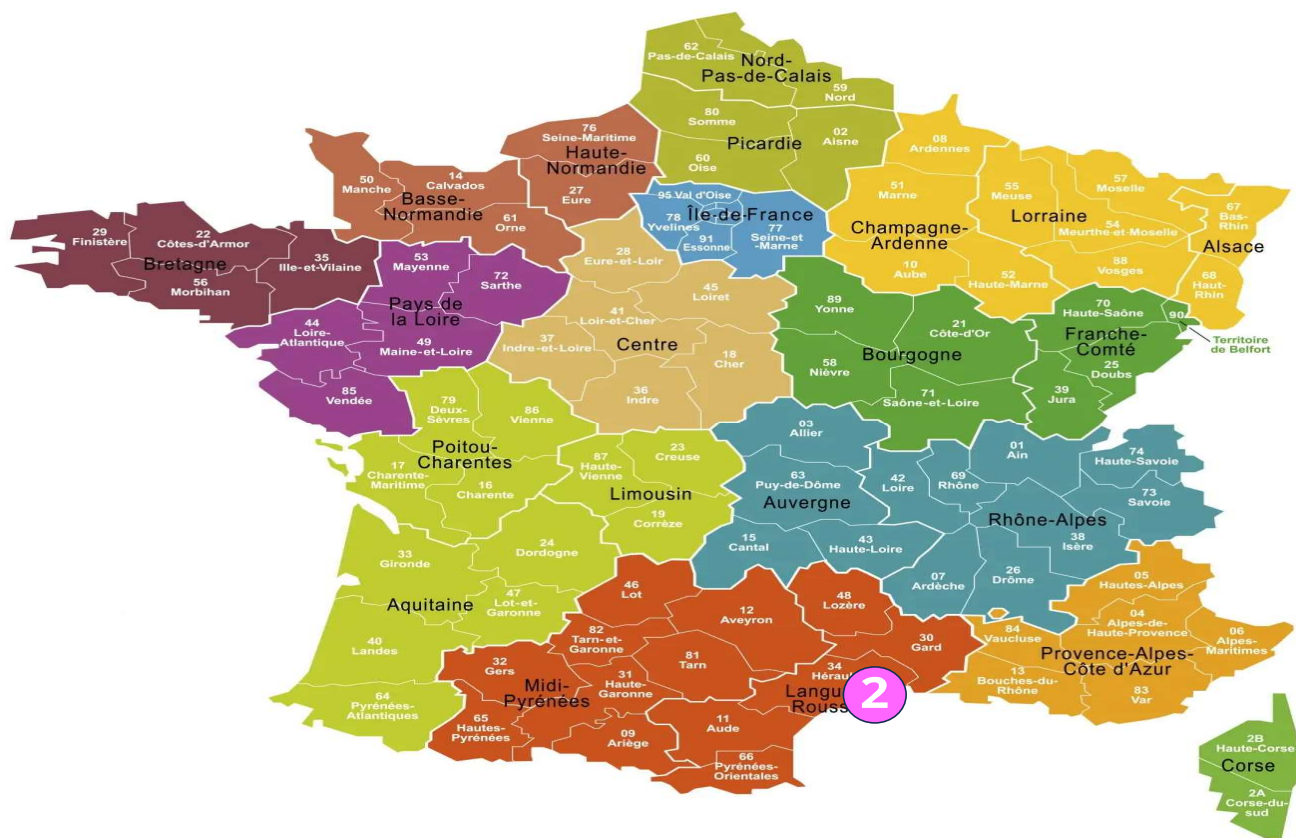 62
Pas-de-Calais
Nord-
Pas-de-Calais
59
Nord
80
Somme
02
Aisne
Picardie
60
Oise
76
Seine-Maritime
Haute-
Normandie
27
Eure
50
Manche
14
Calvados
Basse-
Normandie
61
Orne
95 Val d'Oise
78
Yvelines
Île-de-France
91
Essonne
77
Seine-et
-Marne
08
Ardennes
51
Marne
Champagne-
Ardenne
10
Aube
52
Haute-Marne
55
Meuse
57
Moselle
Lorraine
54
Meurthe-et-Moselle
88
Vosges
67
Bas-
Rhin
Alsace
68
Haut-
Rhin
29
Finistère
22
Côtes-d'Armor
Bretagne
35
Ille-et-Vilaine
56
Morbihan
53
Mayenne
72
Sarthe
Pays de
la Loire
44
Loire-
Atlantique
49
Maine-et-Loire
85
Vendée
28
Eure-et-Loir
45
Loiret
41
Loir-et-Cher
37
Indre-et-Loire
Centre
18
Cher
36
Indre
89
Yonne
21
Côte-d'Or
Bourgogne
58
Nièvre
71
Saône-et-Loire
70
Haute-Saône
90
Territoire
de Belfort
Franche-
Comté
25
Doubs
39
Jura
79
Deux-
Sèvres
86
Vienne
Poitou-
Charentes
17
Charente-
Maritime
16
Charente
23
Creuse
87
Haute-
Vienne
Limousin
19
Corrèze
03
Allier
63
Puy-de-Dôme
Auvergne
15
Cantal
43
Haute-Loire
42
Loire
69
Rhône
01
Ain
74
Haute-Savoie
73
Savoie
Rhône-Alpes
38
Isère
07
Ardèche
26
Drôme
24
Dordogne
33
Gironde
47
Lot-et-
Garonne
Aquitaine
40
Landes
64
Pyrénées-
Atlantiques
46
Lot
12
Aveyron
82
Tarn-et-
Garonne
32
Gers
81
Tarn
31
Haute-
Garonne
Midi-
Pyrénées
65
Hautes-
Pyrénées
09
Ariège
48
Lozère
30
Gard
34
Hérau
Langu
Rouss
2
11
Aude
66
Pyrénées-
Orientales
05
Hautes-Alpes
84
Vaucluse
04
Alpes-de-
Haute-Provence
06
Alpes-
Maritimes
Provence-Alpes-
Côte d'Azur
13
Bouches-du-
Rhône
83
Var
2B
Haute-Corse
Corse
2A
Corse-du-
sud